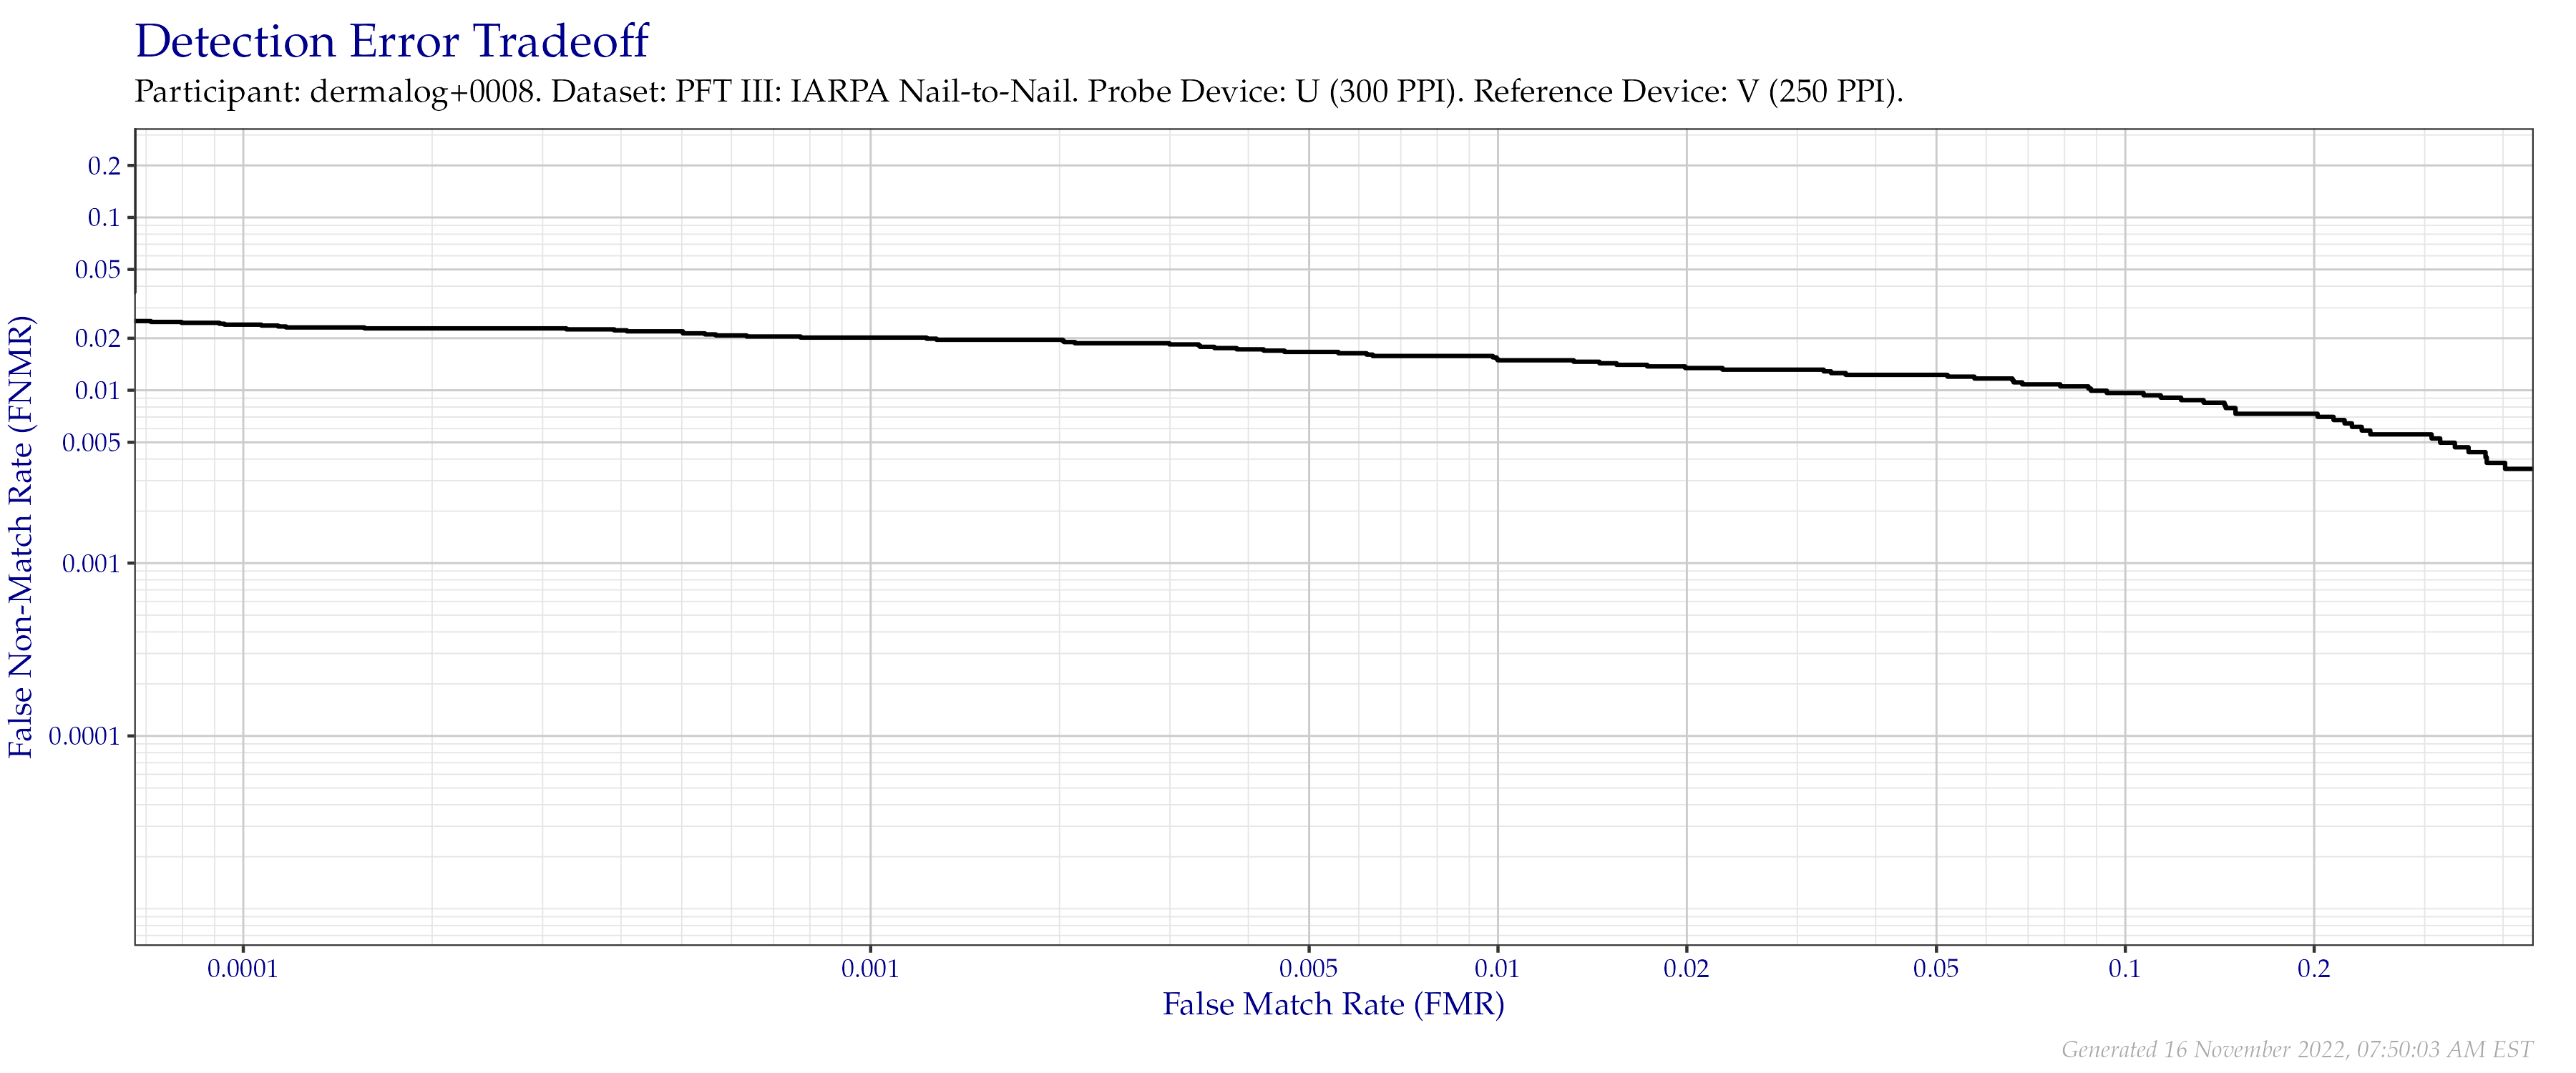 Detection Error Tradeoff
Participant: dermalog+0008. Dataset: PFT III: IARPA Nail-to-Nail. Probe Device: U (300 PPI). Reference Device: V (250 PPI).
False Non-Match Rate (FNMR)
0.2
0.1
0.05
0.02
0.01
0.005
0.001
0.0001
0.0001 0.001 0.005 0.01 0.02 0.05 0.1 0.2
False Match Rate (FMR)
Generated 16 November 2022, 07:50:03 AM EST